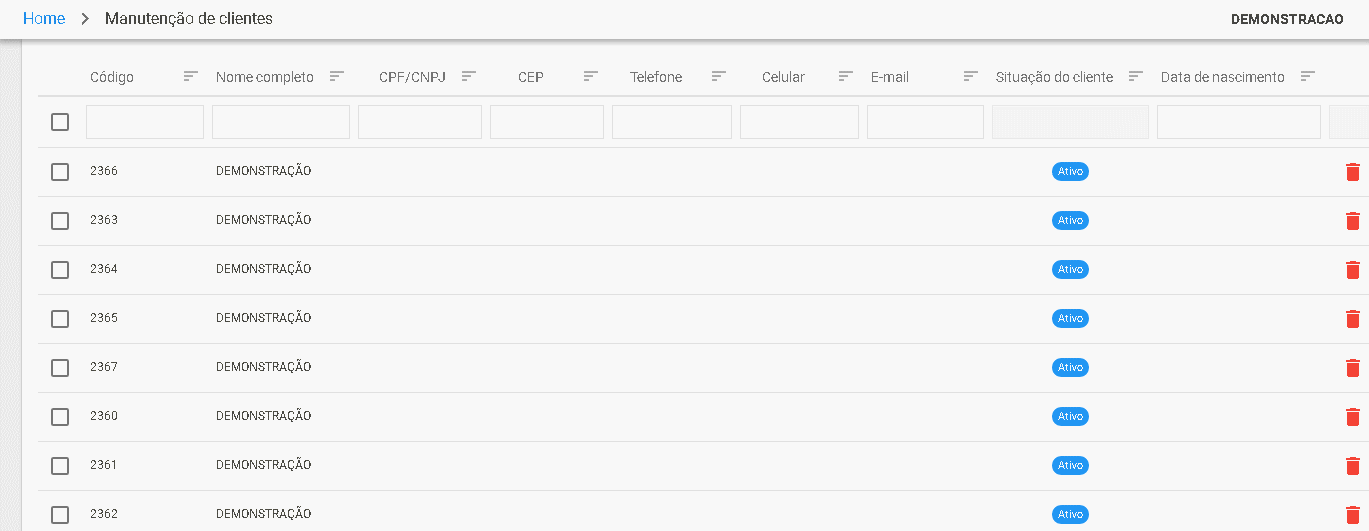 Home > Manutenção de clientes DEMONSTRACAO
Código Nome completo CPF/CNPJ CEP Telefone Celular E-mail Situação do cliente Data de nascimento
2366 DEMONSTRAÇÃO Ativo
2363 DEMONSTRAÇÃO Ativo
2364 DEMONSTRAÇÃO Ativo
2365 DEMONSTRAÇÃO Ativo
2367 DEMONSTRAÇÃO Ativo
2360 DEMONSTRAÇÃO Ativo
2361 DEMONSTRAÇÃO Ativo
2362 DEMONSTRAÇÃO Ativo